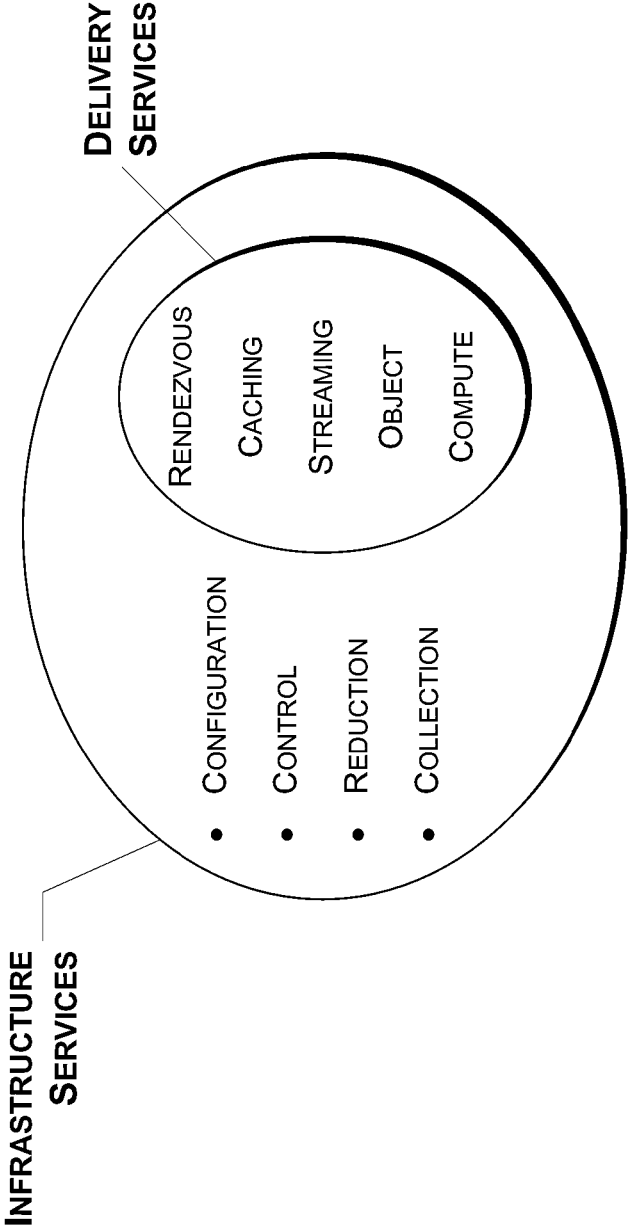 INFRASTRUCTURE
SERVICES
• CONFIGURATION
• CONTROL
• REDUCTION
• COLLECTION
DELIVERY
SERVICES
RENDEZVOUS
CACHING
STREAMING
OBJECT
COMPUTE